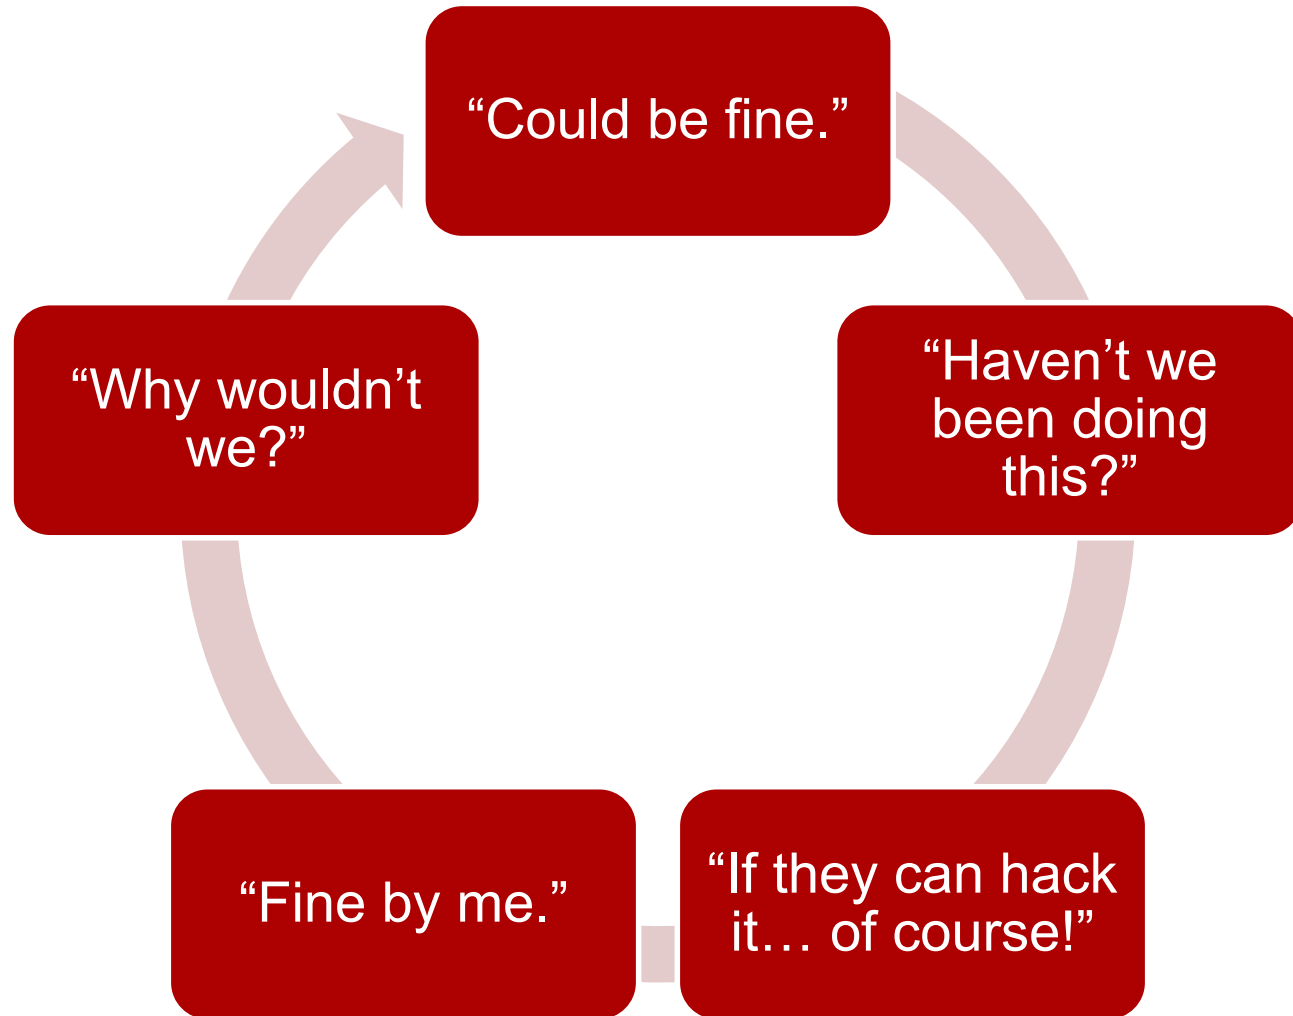 “Could be fine.”
“Haven’t we
been doing
this?”
“If they can hack
it… of course!”
“Fine by me.”
“Why wouldn’t
we?”